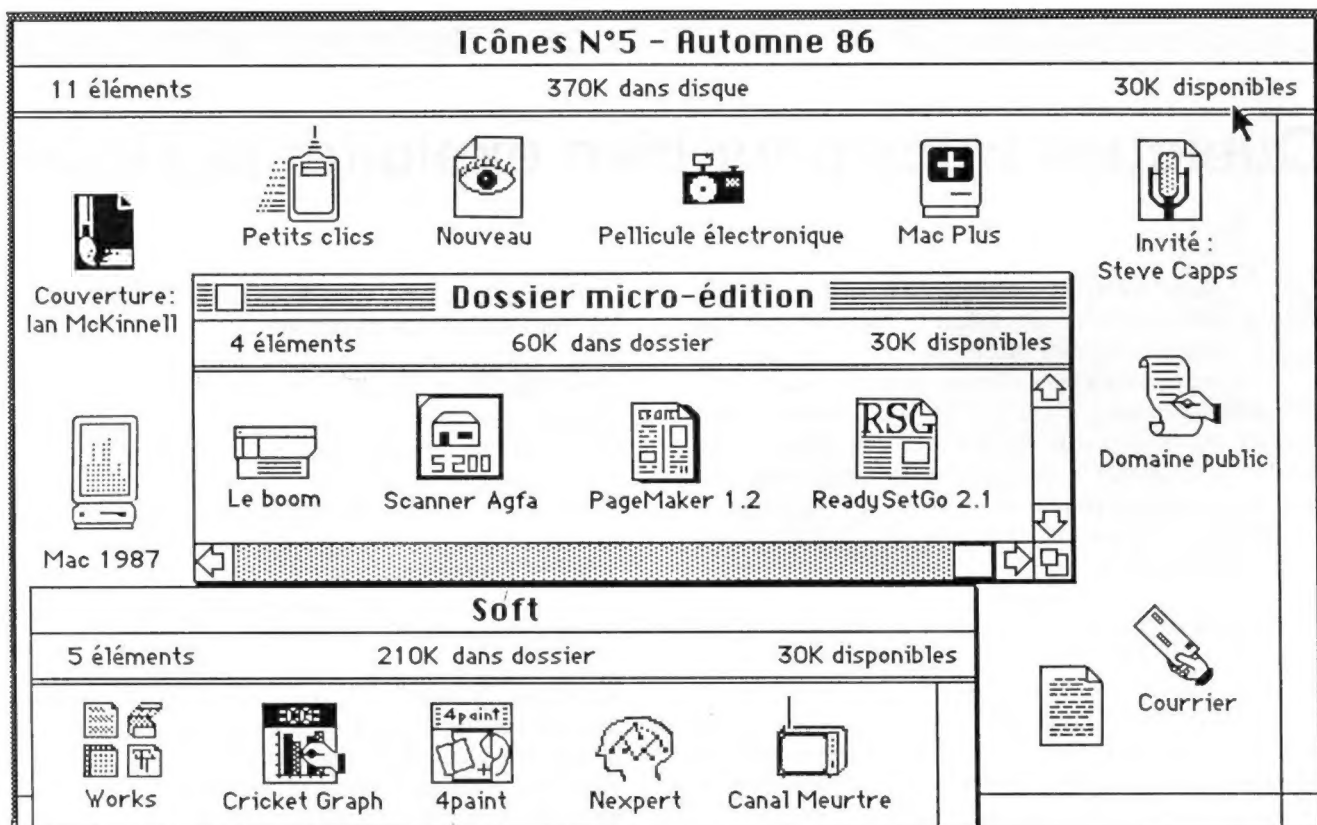 Icônes N°5 - Automne 86
11 éléments 370K dans disque 30K disponibles
Petits clics Nouveau Pellicule électronique Mac Plus
Invité :
Steve Capps
Couverture:
Ian McKinnell
Dossier micro-édition
4 éléments 60K dans dossier 30K disponibles
5200
RSG
Le boom Scanner Agfa PageMaker 1.2 ReadySetGo 2.1
Domaine public
Mac 1987
Soft
5 éléments 210K dans dossier 30K disponibles
4paint
Works Cricket Graph 4paint Nexpert Canal Meurtre
Courrier